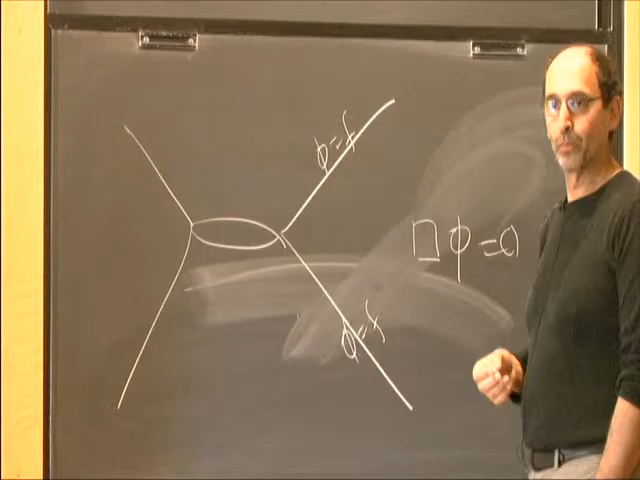 ϕ = f
□ϕ = 0
ϕ = f